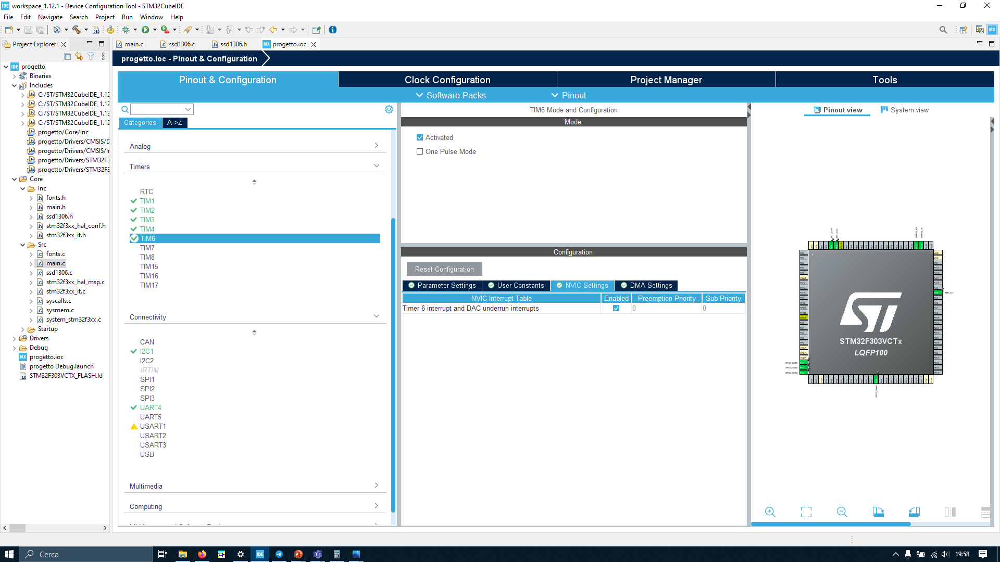 workspace_1.12.1 - Device Configuration Tool - STM32CubeIDE
File Edit Navigate Search Project Run Window Help
Project Explorer
main.c
ssd1306.c
ssd1306.h
progetto.ioc
progetto.ioc - Pinout & Configuration
Pinout & Configuration
Clock Configuration
Project Manager
Tools
Software Packs
Pinout
progetto
Binaries
Includes
C:/ST/STM32CubeIDE_1.12
C:/ST/STM32CubeIDE_1.12
C:/ST/STM32CubeIDE_1.12
C:/ST/STM32CubeIDE_1.12
progetto/Core/Inc
progetto/Drivers/CMSIS/D
progetto/Drivers/CMSIS/I
progetto/Drivers/STM32F3
progetto/Drivers/STM32F3
Core
Inc
fonts.h
main.h
ssd1306.h
stm32f3xx_hal_conf.h
stm32f3xx_it.h
Src
fonts.c
main.c
ssd1306.c
stm32f3xx_hal_msp.c
stm32f3xx_it.c
syscalls.c
sysmem.c
system_stm32f3xx.c
Startup
Drivers
Debug
progetto.ioc
progetto Debug.launch
STM32F303VCTX_FLASH.ld
Categories
A->Z
Analog
Timers
RTC
TIM1
TIM2
TIM3
TIM4
TIM6
TIM7
TIM8
TIM15
TIM16
TIM17
Connectivity
CAN
I2C1
I2C2
IRTIM
SPI1
SPI2
SPI3
UART4
UART5
USART1
USART2
USART3
USB
Multimedia
Computing
TIM6 Mode and Configuration
Mode
Activated
One Pulse Mode
Configuration
Reset Configuration
Parameter Settings
User Constants
NVIC Settings
DMA Settings
NVIC Interrupt Table
Enabled
Preemption Priority
Sub Priority
Timer 6 interrupt and DAC underrun interrupts
0
0
Pinout view
System view
STM32F303VCTx
LQFP100
Cerca
19:58